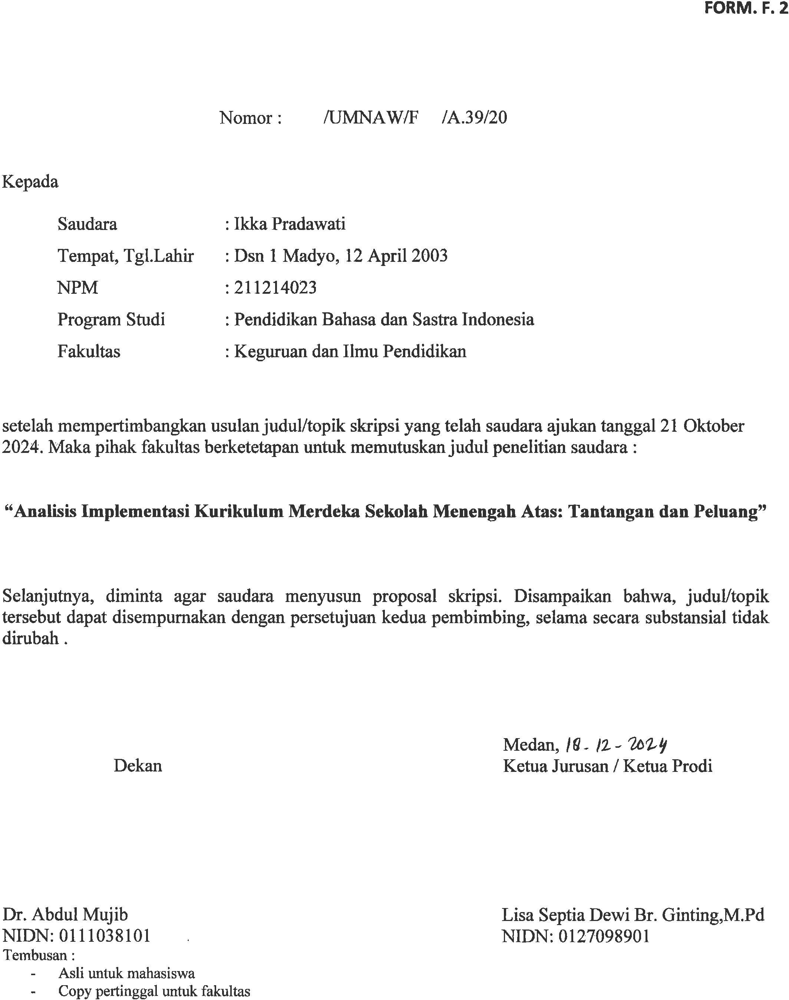 FORM. F. 2
Nomor : /UMNAW/F /A.39/20
Kepada
Saudara : Ikka Pradawati
Tempat, Tgl.Lahir : Dsn 1 Madyo, 12 April 2003
NPM : 211214023
Program Studi : Pendidikan Bahasa dan Sastra Indonesia
Fakultas : Keguruan dan Ilmu Pendidikan
setelah mempertimbangkan usulan judul/topik skripsi yang telah saudara ajukan tanggal 21 Oktober
2024. Maka pihak fakultas berketetapan untuk memutuskan judul penelitian saudara :
“Analisis Implementasi Kurikulum Merdeka Sekolah Menengah Atas: Tantangan dan Peluang”
Selanjutnya, diminta agar saudara menyusun proposal skripsi. Disampaikan bahwa, judul/topik
tersebut dapat disempurnakan dengan persetujuan kedua pembimbing, selama secara substansial tidak
dirubah .
Medan, 18 - 12 - 2024
Dekan Ketua Jurusan / Ketua Prodi
Dr. Abdul Mujib Lisa Septia Dewi Br. Ginting,M.Pd
NIDN: 0111038101 NIDN: 0127098901
Tembusan :
- Asli untuk mahasiswa
- Copy pertinggal untuk fakultas